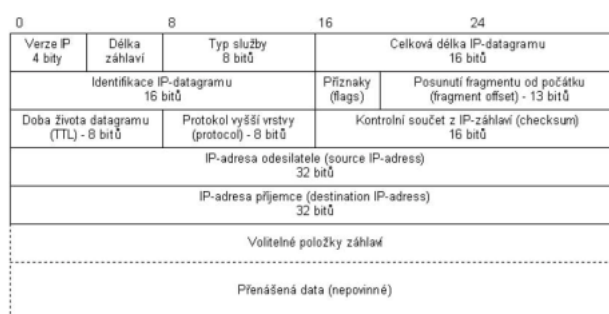 0 8 16 24
Verze IP
4 bity
Délka
záhlaví
Typ služby
8 bitů
Celková délka IP-datagramu
16 bitů
Identifikace IP-datagramu
16 bitů
Příznaky
(flags)
Posunutí fragmentu od počátku
(fragment offset) - 13 bitů
Doba života datagramu
(TTL) - 8 bitů
Protokol vyšší vrstvy
(protocol) - 8 bitů
Kontrolní součet z IP-záhlaví (checksum)
16 bitů
IP-adresa odesilatele (source IP-adress)
32 bitů
IP-adresa příjemce (destination IP-adress)
32 bitů
Volitelné položky záhlaví
Přenášená data (nepovinné)